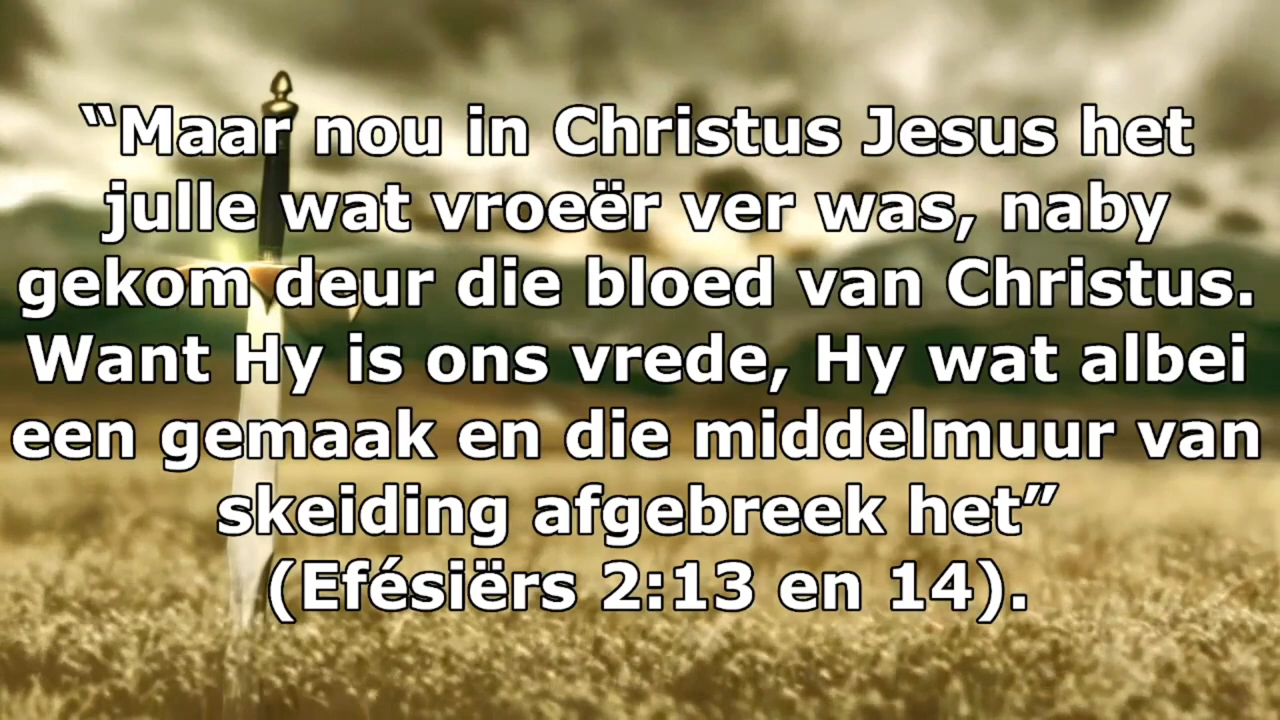 “Maar nou in Christus Jesus het
julle wat vroeër ver was, naby
gekom deur die bloed van Christus.
Want Hy is ons vrede, Hy wat albei
een gemaak en die middelmuur van
skeiding afgebreek het”
(Efésiërs 2:13 en 14).